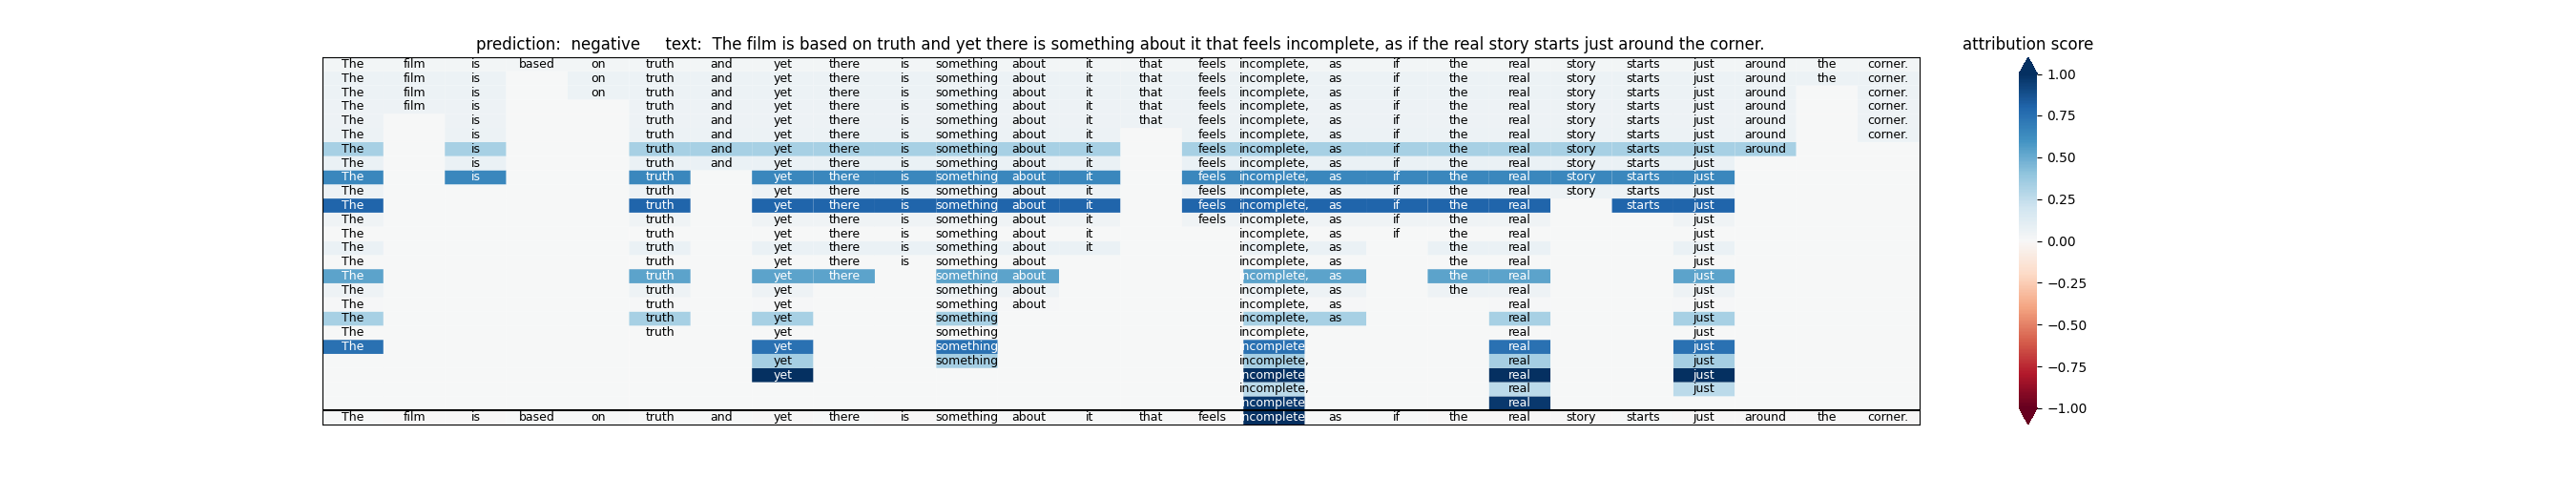 prediction: negative text: The film is based on truth and yet there is something about it that feels incomplete, as if the real story starts just around the corner.
attribution score
The film is based on truth and yet there is something about it that feels incomplete, as if the real story starts just around the corner.
The film is on truth and yet there is something about it that feels incomplete, as if the real story starts just around the corner.
The film is on truth and yet there is something about it that feels incomplete, as if the real story starts just around corner.
The film is truth and yet there is something about it that feels incomplete, as if the real story starts just around corner.
The is truth and yet there is something about it that feels incomplete, as if the real story starts just around corner.
The is truth and yet there is something about it feels incomplete, as if the real story starts just around corner.
The is truth and yet there is something about it feels incomplete, as if the real story starts just around
The is truth and yet there is something about it feels incomplete, as if the real story starts just
The is truth yet there is something about it feels incomplete, as if the real story starts just
The truth yet there is something about it feels incomplete, as if the real story starts just
The truth yet there is something about it feels incomplete, as if the real starts just
The truth yet there is something about it feels incomplete, as if the real just
The truth yet there is something about it incomplete, as if the real just
The truth yet there is something about it incomplete, as the real just
The truth yet there is something about incomplete, as the real just
The truth yet there something about ncomplete, as the real just
The truth yet something about incomplete, as the real just
The truth yet something about incomplete, as real just
The truth yet something incomplete, as real just
The truth yet something incomplete, real just
The yet something ncomplete real just
yet something incomplete, real just
yet ncomplete real just
incomplete, real just
ncomplete real
The film is based on truth and yet there is something about it that feels ncomplete as if the real story starts just around the corner.
1.00
0.75
0.50
0.25
0.00
−0.25
−0.50
−0.75
−1.00